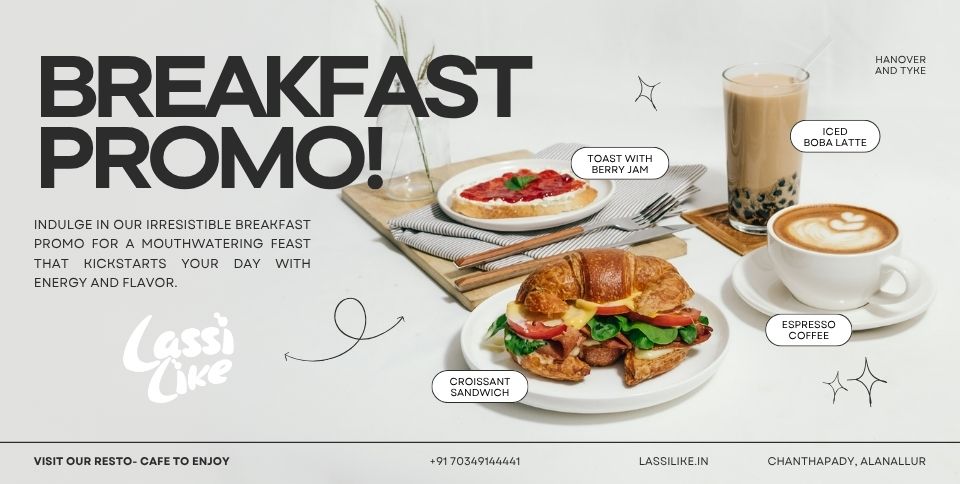 BREAKFAST
PROMO!
HANOVER
AND TYKE
ICED
BOBA LATTE
TOAST WITH
BERRY JAM
INDULGE IN OUR IRRESISTIBLE BREAKFAST
PROMO FOR A MOUTHWATERING FEAST
THAT KICKSTARTS YOUR DAY WITH
ENERGY AND FLAVOR.
Lassi
Like
ESPRESSO
COFFEE
CROISSANT
SANDWICH
VISIT OUR RESTO- CAFE TO ENJOY
+91 70349144441
LASSILIKE.IN
CHANTHAPADY, ALANALLUR